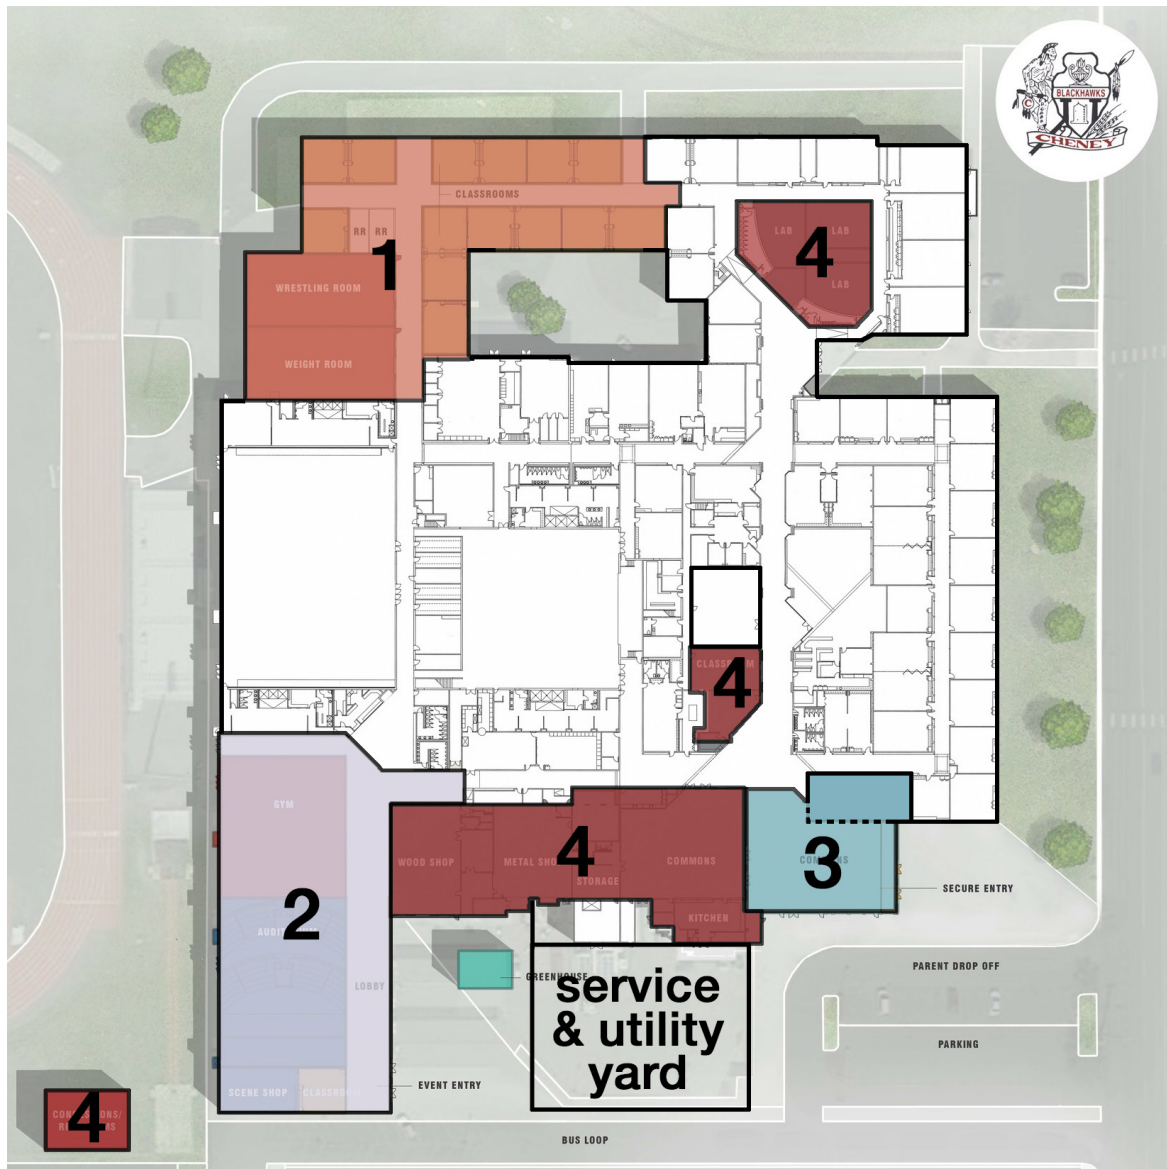 BLACKHAWKS
C
CHENEY
CLASSROOMS
RR RR
1
LAB LAB
4
LAB
WRESTLING ROOM
WEIGHT ROOM
4
GYM
WOOD SHOP
4
COMMONS
STORAGE
3
SECURE ENTRY
2
KITCHEN
LOBBY
GREENHOUSE
PARENT DROP OFF
service
& utility
yard
PARKING
SCENE SHOP
EVENT ENTRY
4
BUS LOOP